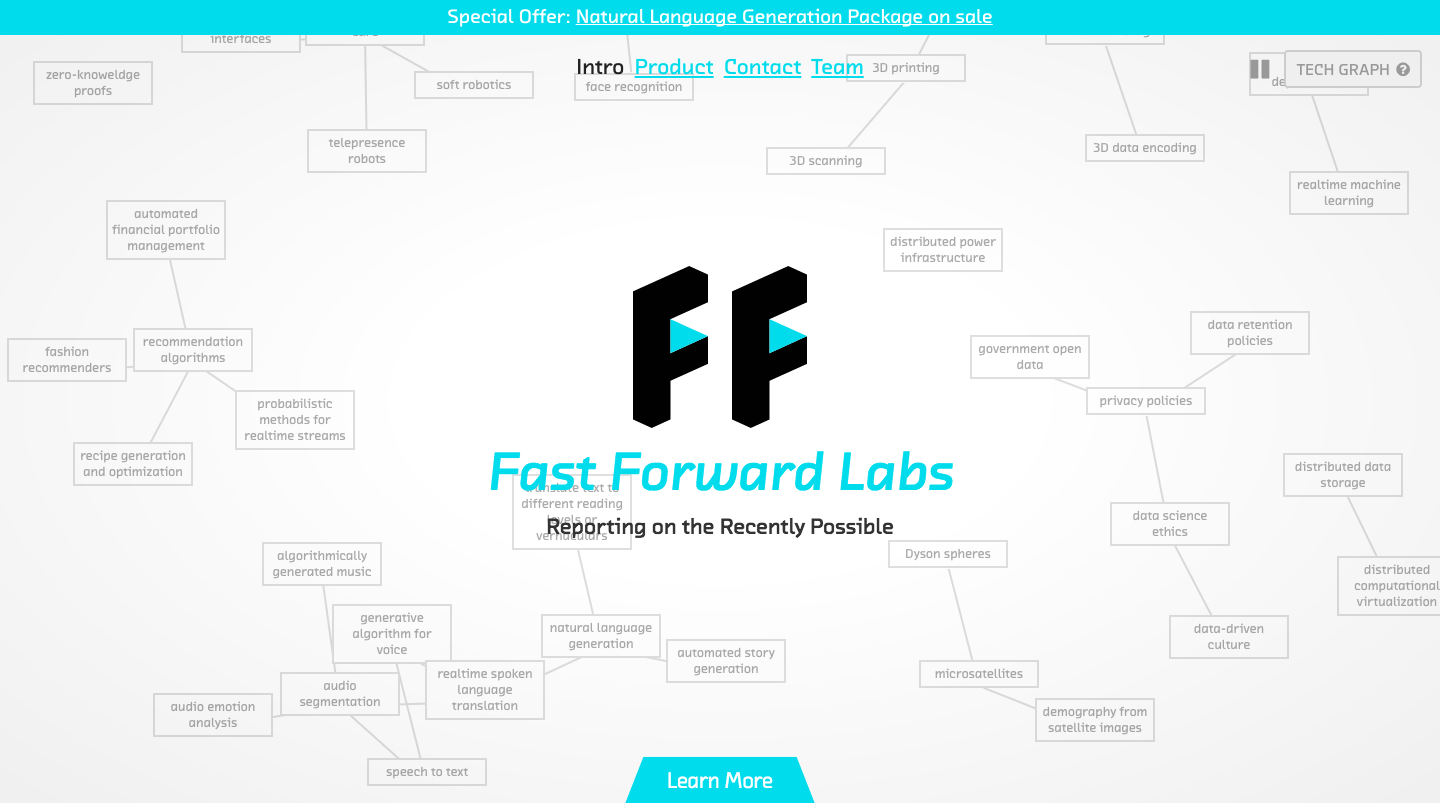 Special Offer: Natural Language Generation Package on sale
Intro Product Contact Team
TECH GRAPH
interfaces
zero-knoweldge
proofs
soft robotics
face recognition
3D printing
telepresence
robots
3D scanning
3D data encoding
realtime machine
learning
automated
financial portfolio
management
distributed power
infrastructure
recommendation
algorithms
fashion
recommenders
probabilistic
methods for
realtime streams
recipe generation
and optimization
data retention
policies
government open
data
privacy policies
Fast Forward Labs
Reporting on the Recently Possible
translate text to
different reading
levels or
vernaculars
distributed data
storage
data science
ethics
Dyson spheres
distributed
computational
virtualization
algorithmically
generated music
generative
algorithm for
voice
natural language
generation
automated story
generation
data-driven
culture
realtime spoken
language
translation
audio
segmentation
audio emotion
analysis
microsatellites
demography from
satellite images
speech to text
Learn More